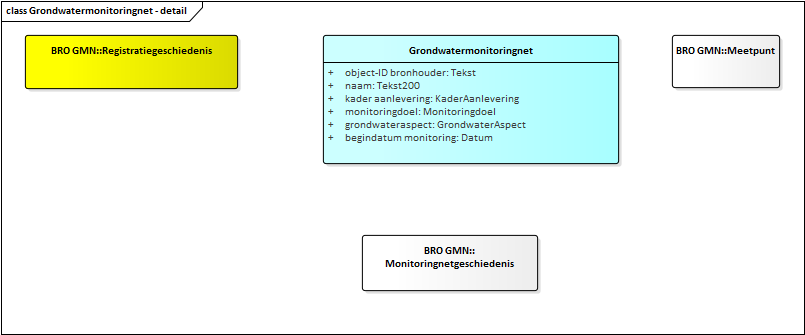 class Grondwatermonitoringnet - detail
BRO GMN::Registratiegeschiedenis
Grondwatermonitoringnet
+ object-ID bronhouder: Tekst
+ naam: Tekst200
+ kader aanlevering: KaderAanlevering
+ monitoringdoel: Monitoringdoel
+ grondwateraspect: GrondwaterAspect
+ begindatum monitoring: Datum
BRO GMN::Meetpunt
BRO GMN::
Monitoringnetgeschiedenis